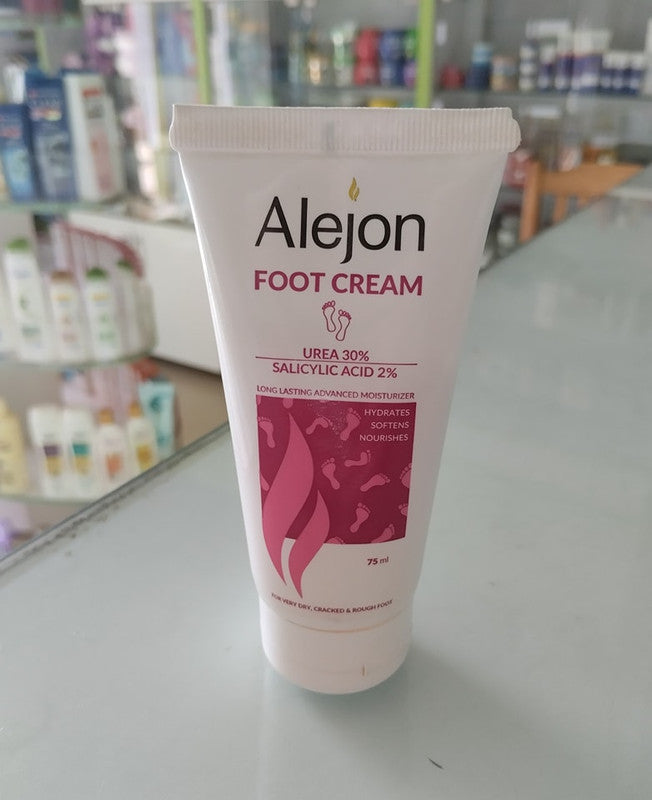 Alejon
FOOT CREAM
UREA 30%
SALICYLIC ACID 2%
LONG LASTING ADVANCED MOISTURIZER
HYDRATES
SOFTENS
NOURISHES
75 ml
FOR VERY DRY, CRACKED & ROUGH FOOT